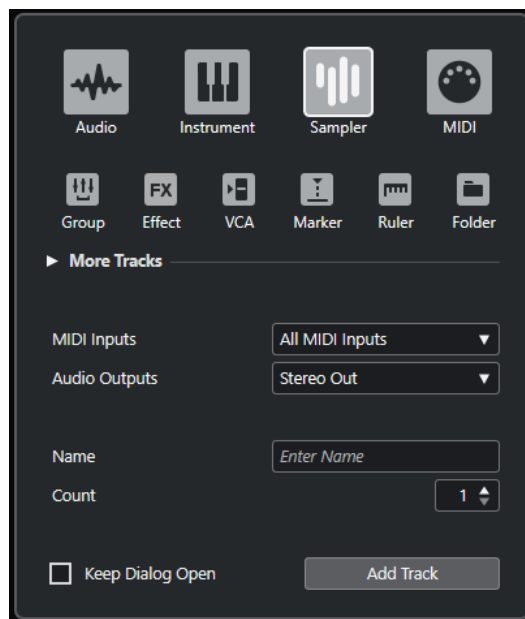 Audio Instrument Sampler MIDI
FX
Group Effect VCA Marker Ruler Folder
More Tracks
MIDI Inputs All MIDI Inputs
Audio Outputs Stereo Out
Name Enter Name
Count 1
Keep Dialog Open Add Track